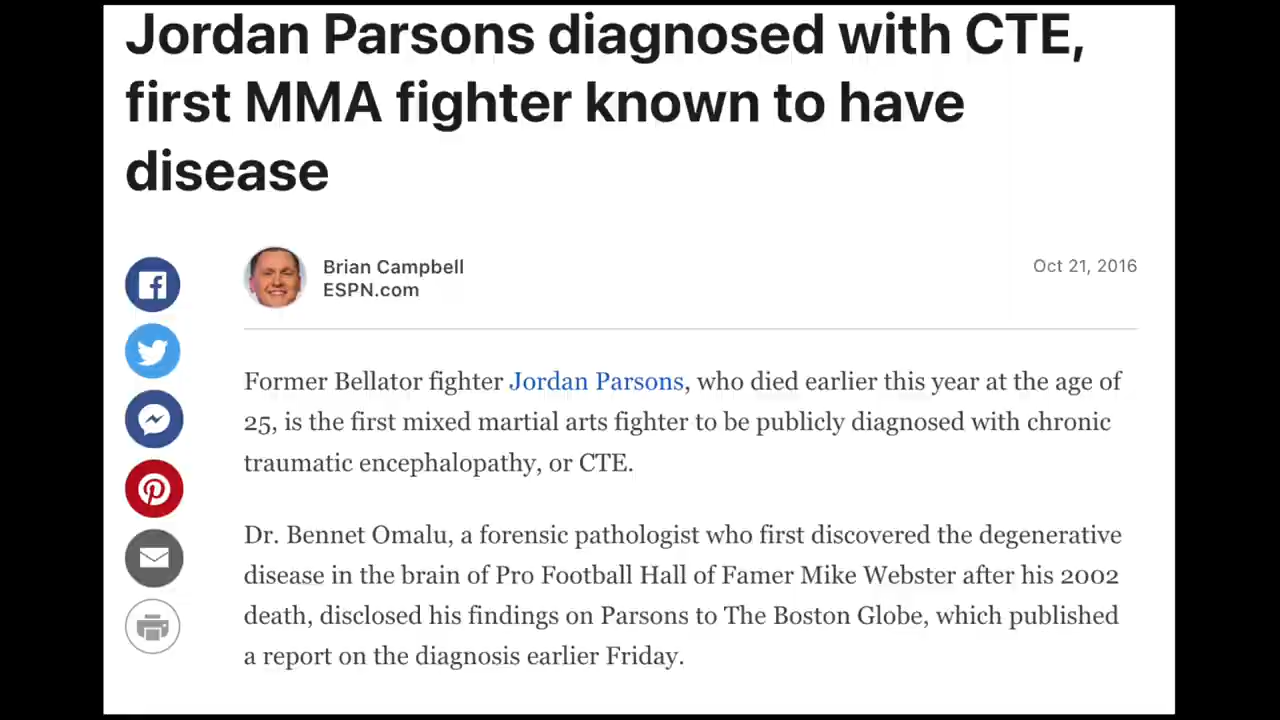 Jordan Parsons diagnosed with CTE,
first MMA fighter known to have
disease
Brian Campbell
ESPN.com
Oct 21, 2016
Former Bellator fighter Jordan Parsons, who died earlier this year at the age of
25, is the first mixed martial arts fighter to be publicly diagnosed with chronic
traumatic encephalopathy, or CTE.
Dr. Bennet Omalu, a forensic pathologist who first discovered the degenerative
disease in the brain of Pro Football Hall of Famer Mike Webster after his 2002
death, disclosed his findings on Parsons to The Boston Globe, which published
a report on the diagnosis earlier Friday.